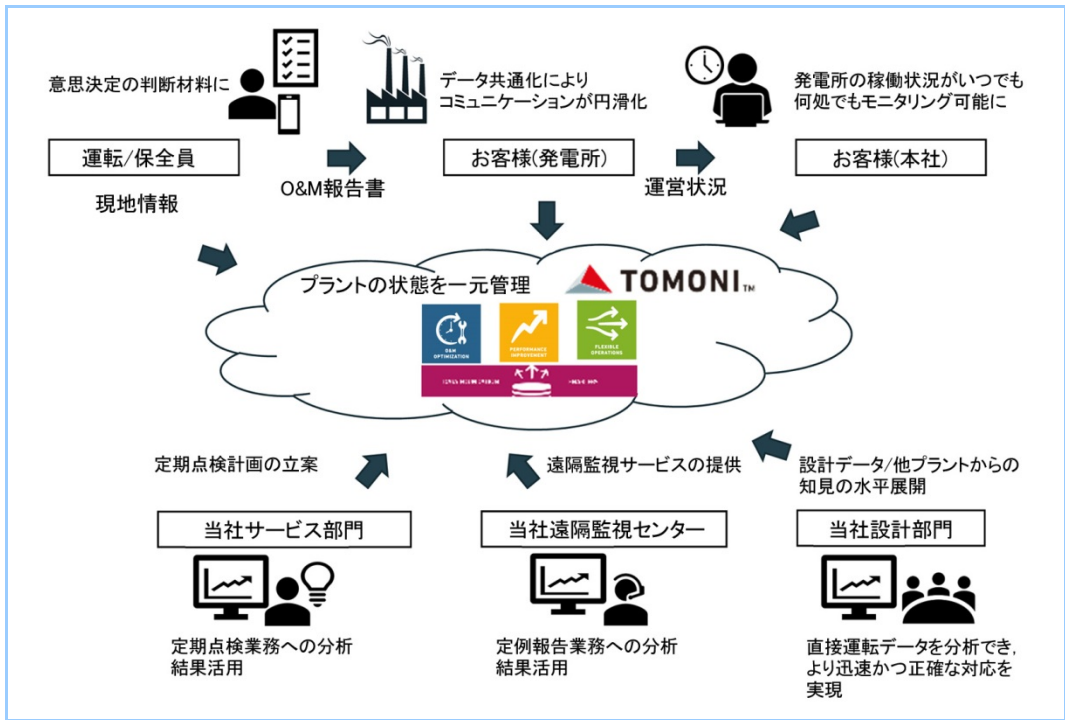 意思決定の判断材料に
データ共通化により
コミュニケーションが円滑化
発電所の稼働状況がいつでも
何処でもモニタリング可能に
運転/保全員
お客様(発電所)
お客様(本社)
現地情報
O&M報告書
運営状況
プラントの状態を一元管理
TOMONI™
O&M
OPTIMIZATION
PERFORMANCE
IMPROVEMENT
FLEXIBLE
OPERATIONS
定期点検計画の立案
遠隔監視サービスの提供
設計データ/他プラントからの
知見の水平展開
当社サービス部門
当社遠隔監視センター
当社設計部門
定期点検業務への分析
結果活用
定例報告業務への分析
結果活用
直接運転データを分析でき,
より迅速かつ正確な対応を
実現